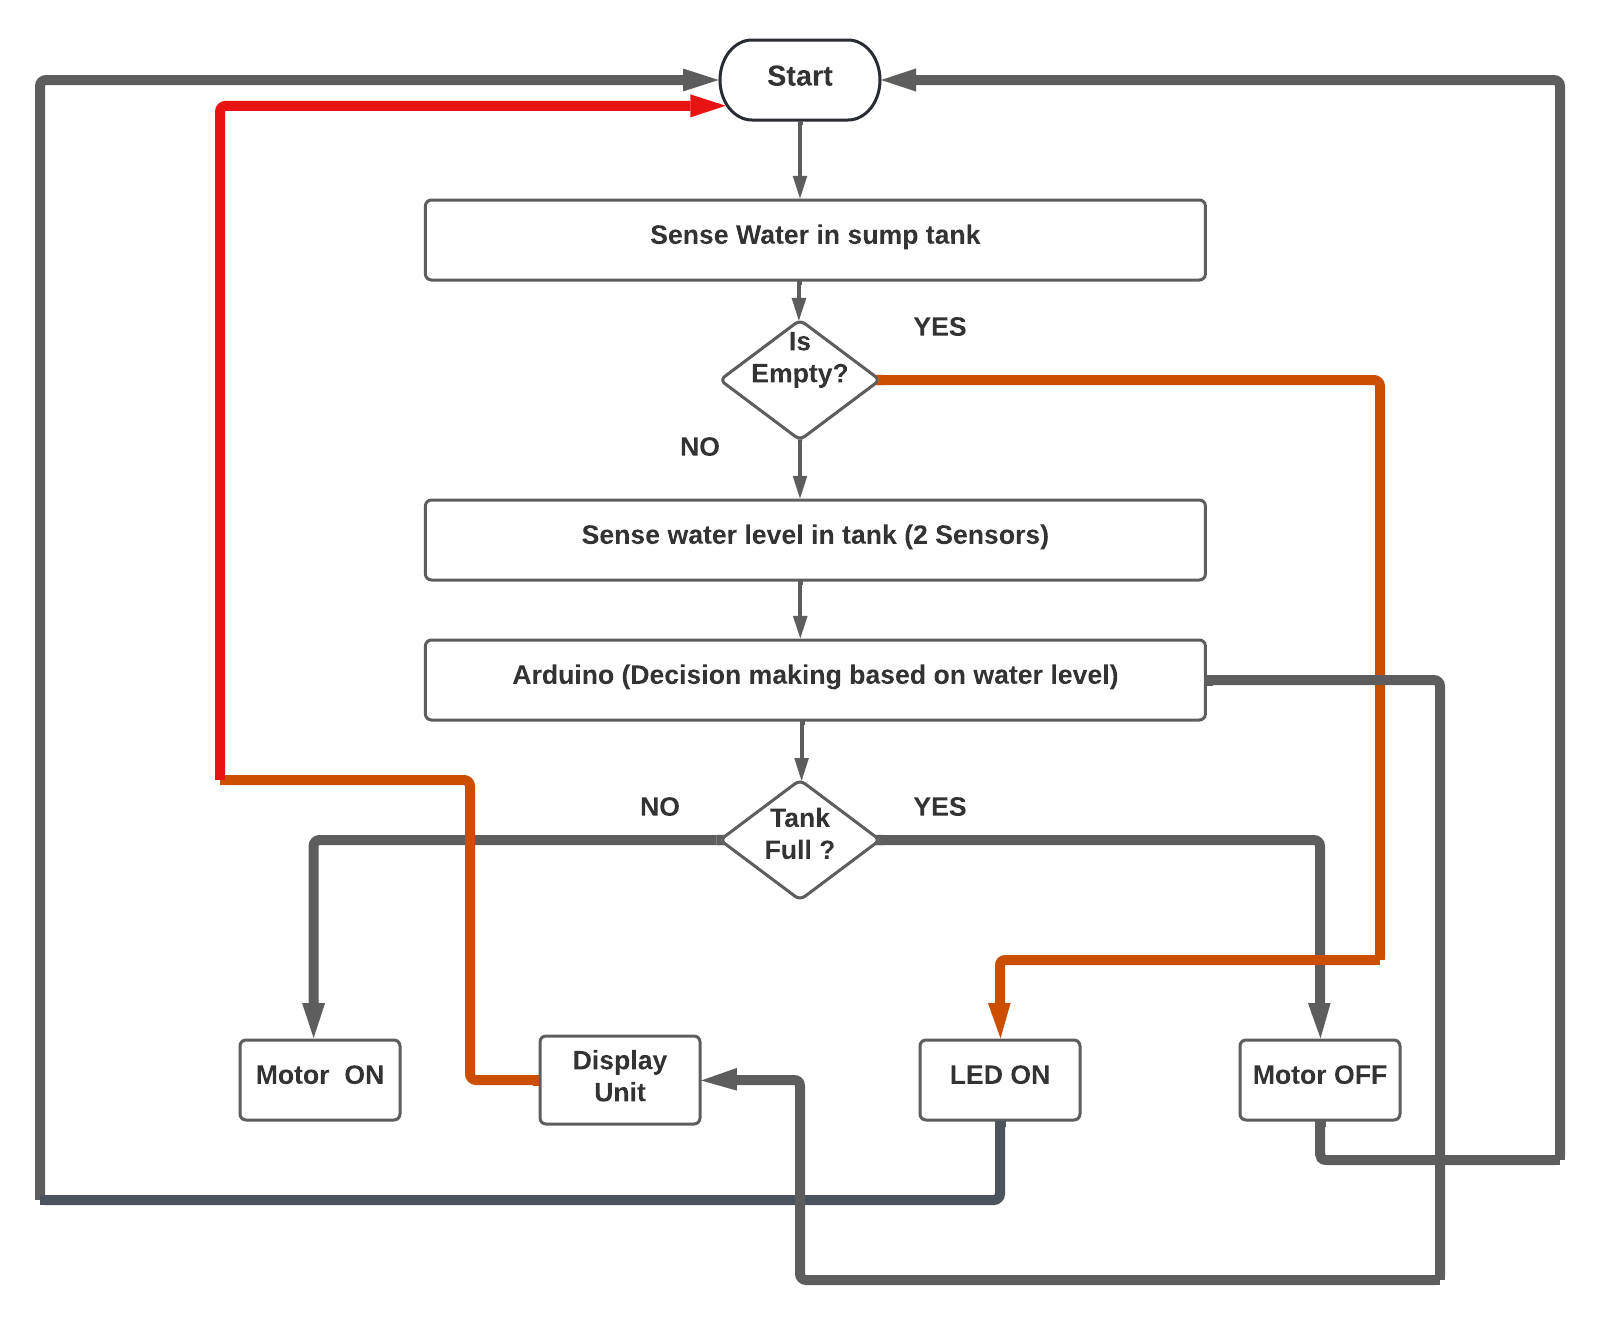 Start
Sense Water in sump tank
YES
Is
Empty?
NO
Sense water level in tank (2 Sensors)
Arduino (Decision making based on water level)
NO
Tank
Full ?
YES
Motor  ON
Display
Unit
LED ON
Motor OFF